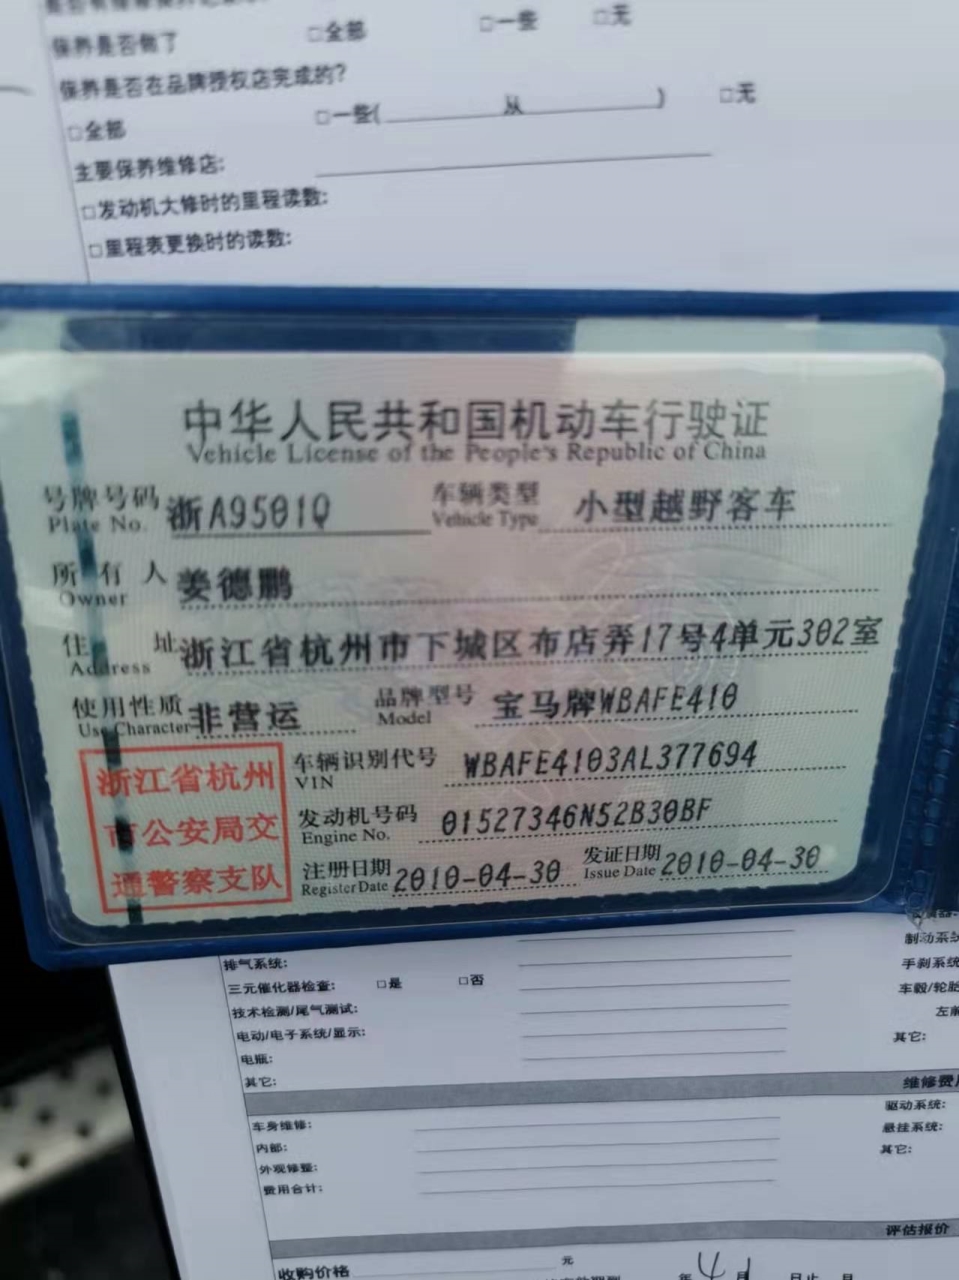 保养是否做了 □全部 □一些 □无
保养是否在品牌授权店完成的？
□全部 □一些( 从 ) □无
主要保养维修店:
□发动机大修时的里程读数:
□里程表更换时的读数:
中华人民共和国机动车行驶证
Vehicle License of the People's Republic of China
号牌号码 浙A9501Q 车辆类型 小型越野客车
Plate No. Vehicle Type
所有人 姜德鹏
Owner
住址 浙江省杭州市下城区布店弄17号4单元302室
Address
使用性质 非营运 品牌型号 宝马牌WBAFE410
Use Character Model
浙江省杭州
市公安局交
通警察支队
车辆识别代号 WBAFE4103AL377694
VIN
发动机号码 01527346N52B30BF
Engine No.
注册日期 2010-04-30 发证日期 2010-04-30
Register Date Issue Date
排气系统: 制动系统
三元催化器检查: □是 □否 手刹系统
技术检测/尾气测试: 车毂/轮胎
电动/电子系统/显示: 左前
电瓶: 其它:
其它:
维修费用
车身维修: 驱动系统:
内部: 悬挂系统:
外观修整: 其它:
费用合计:
评估报价
收购价格 元 年 4 月